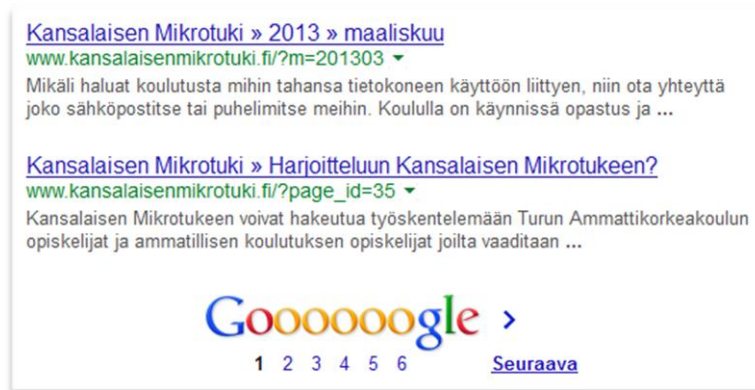 Kansalaisen Mikrotuki » 2013 » maaliskuu
www.kansalaisenmikrotuki.fi/?m=201303
Mikäli haluat koulutusta mihin tahansa tietokoneen käyttöön liittyen, niin ota yhteyttä
joko sähköpostitse tai puhelimitse meihin. Koululla on käynnissä opastus ja ...
Kansalaisen Mikrotuki » Harjoitteluun Kansalaisen Mikrotukeen?
www.kansalaisenmikrotuki.fi/?page_id=35
Kansalaisen Mikrotukeen voivat hakeutua työskentelemään Turun Ammattikorkeakoulun
opiskelijat ja ammatillisen koulutuksen opiskelijat joilta vaaditaan ...
Goooooogle >
1 2 3 4 5 6 Seuraava